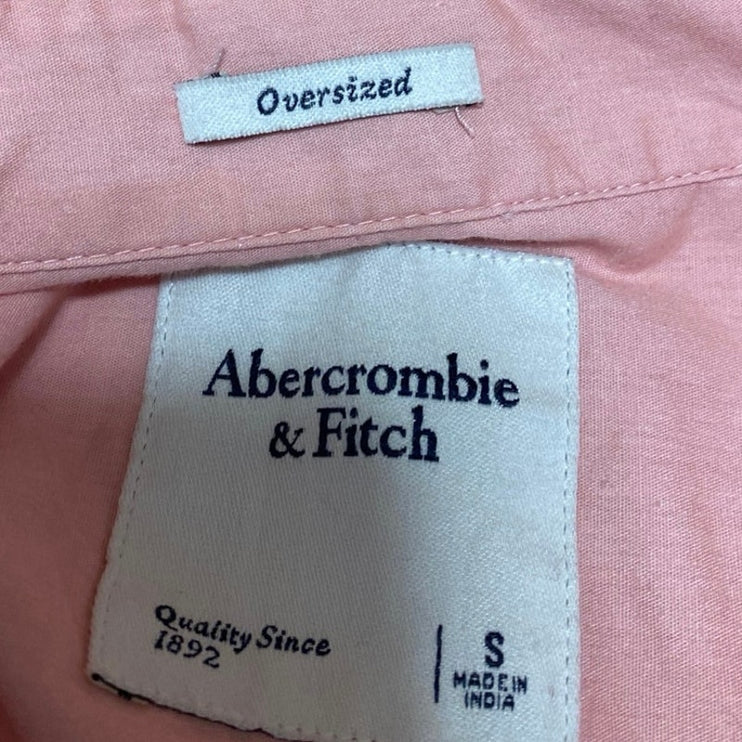 Oversized
Abercrombie
& Fitch
Quality Since
1892
S
MADE IN
INDIA